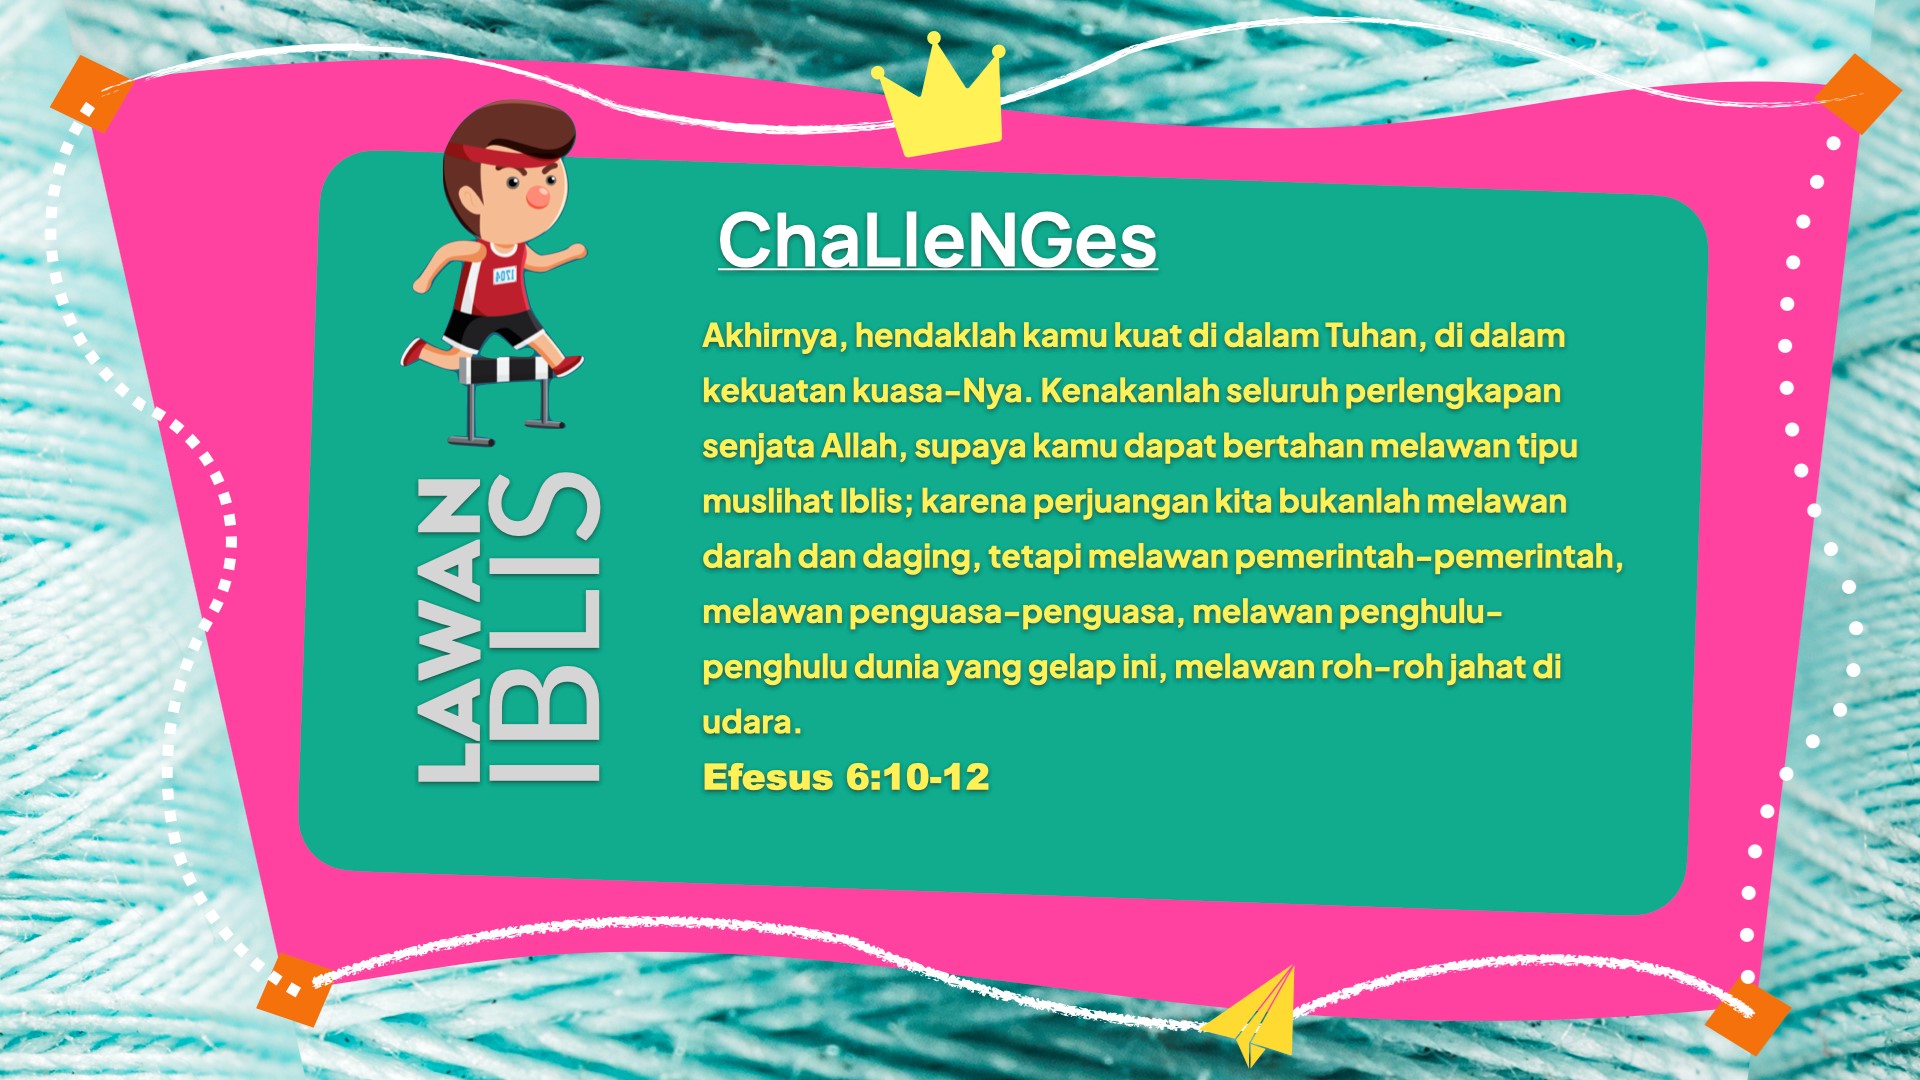 ChaLleNGes
Akhirnya, hendaklah kamu kuat di dalam Tuhan, di dalam
kekuatan kuasa-Nya. Kenakanlah seluruh perlengkapan
senjata Allah, supaya kamu dapat bertahan melawan tipu
muslihat Iblis; karena perjuangan kita bukanlah melawan
darah dan daging, tetapi melawan pemerintah-pemerintah,
melawan penguasa-penguasa, melawan penghulu-
penghulu dunia yang gelap ini, melawan roh-roh jahat di
udara.
Efesus 6:10-12
LAWAN
IBLIS
1704